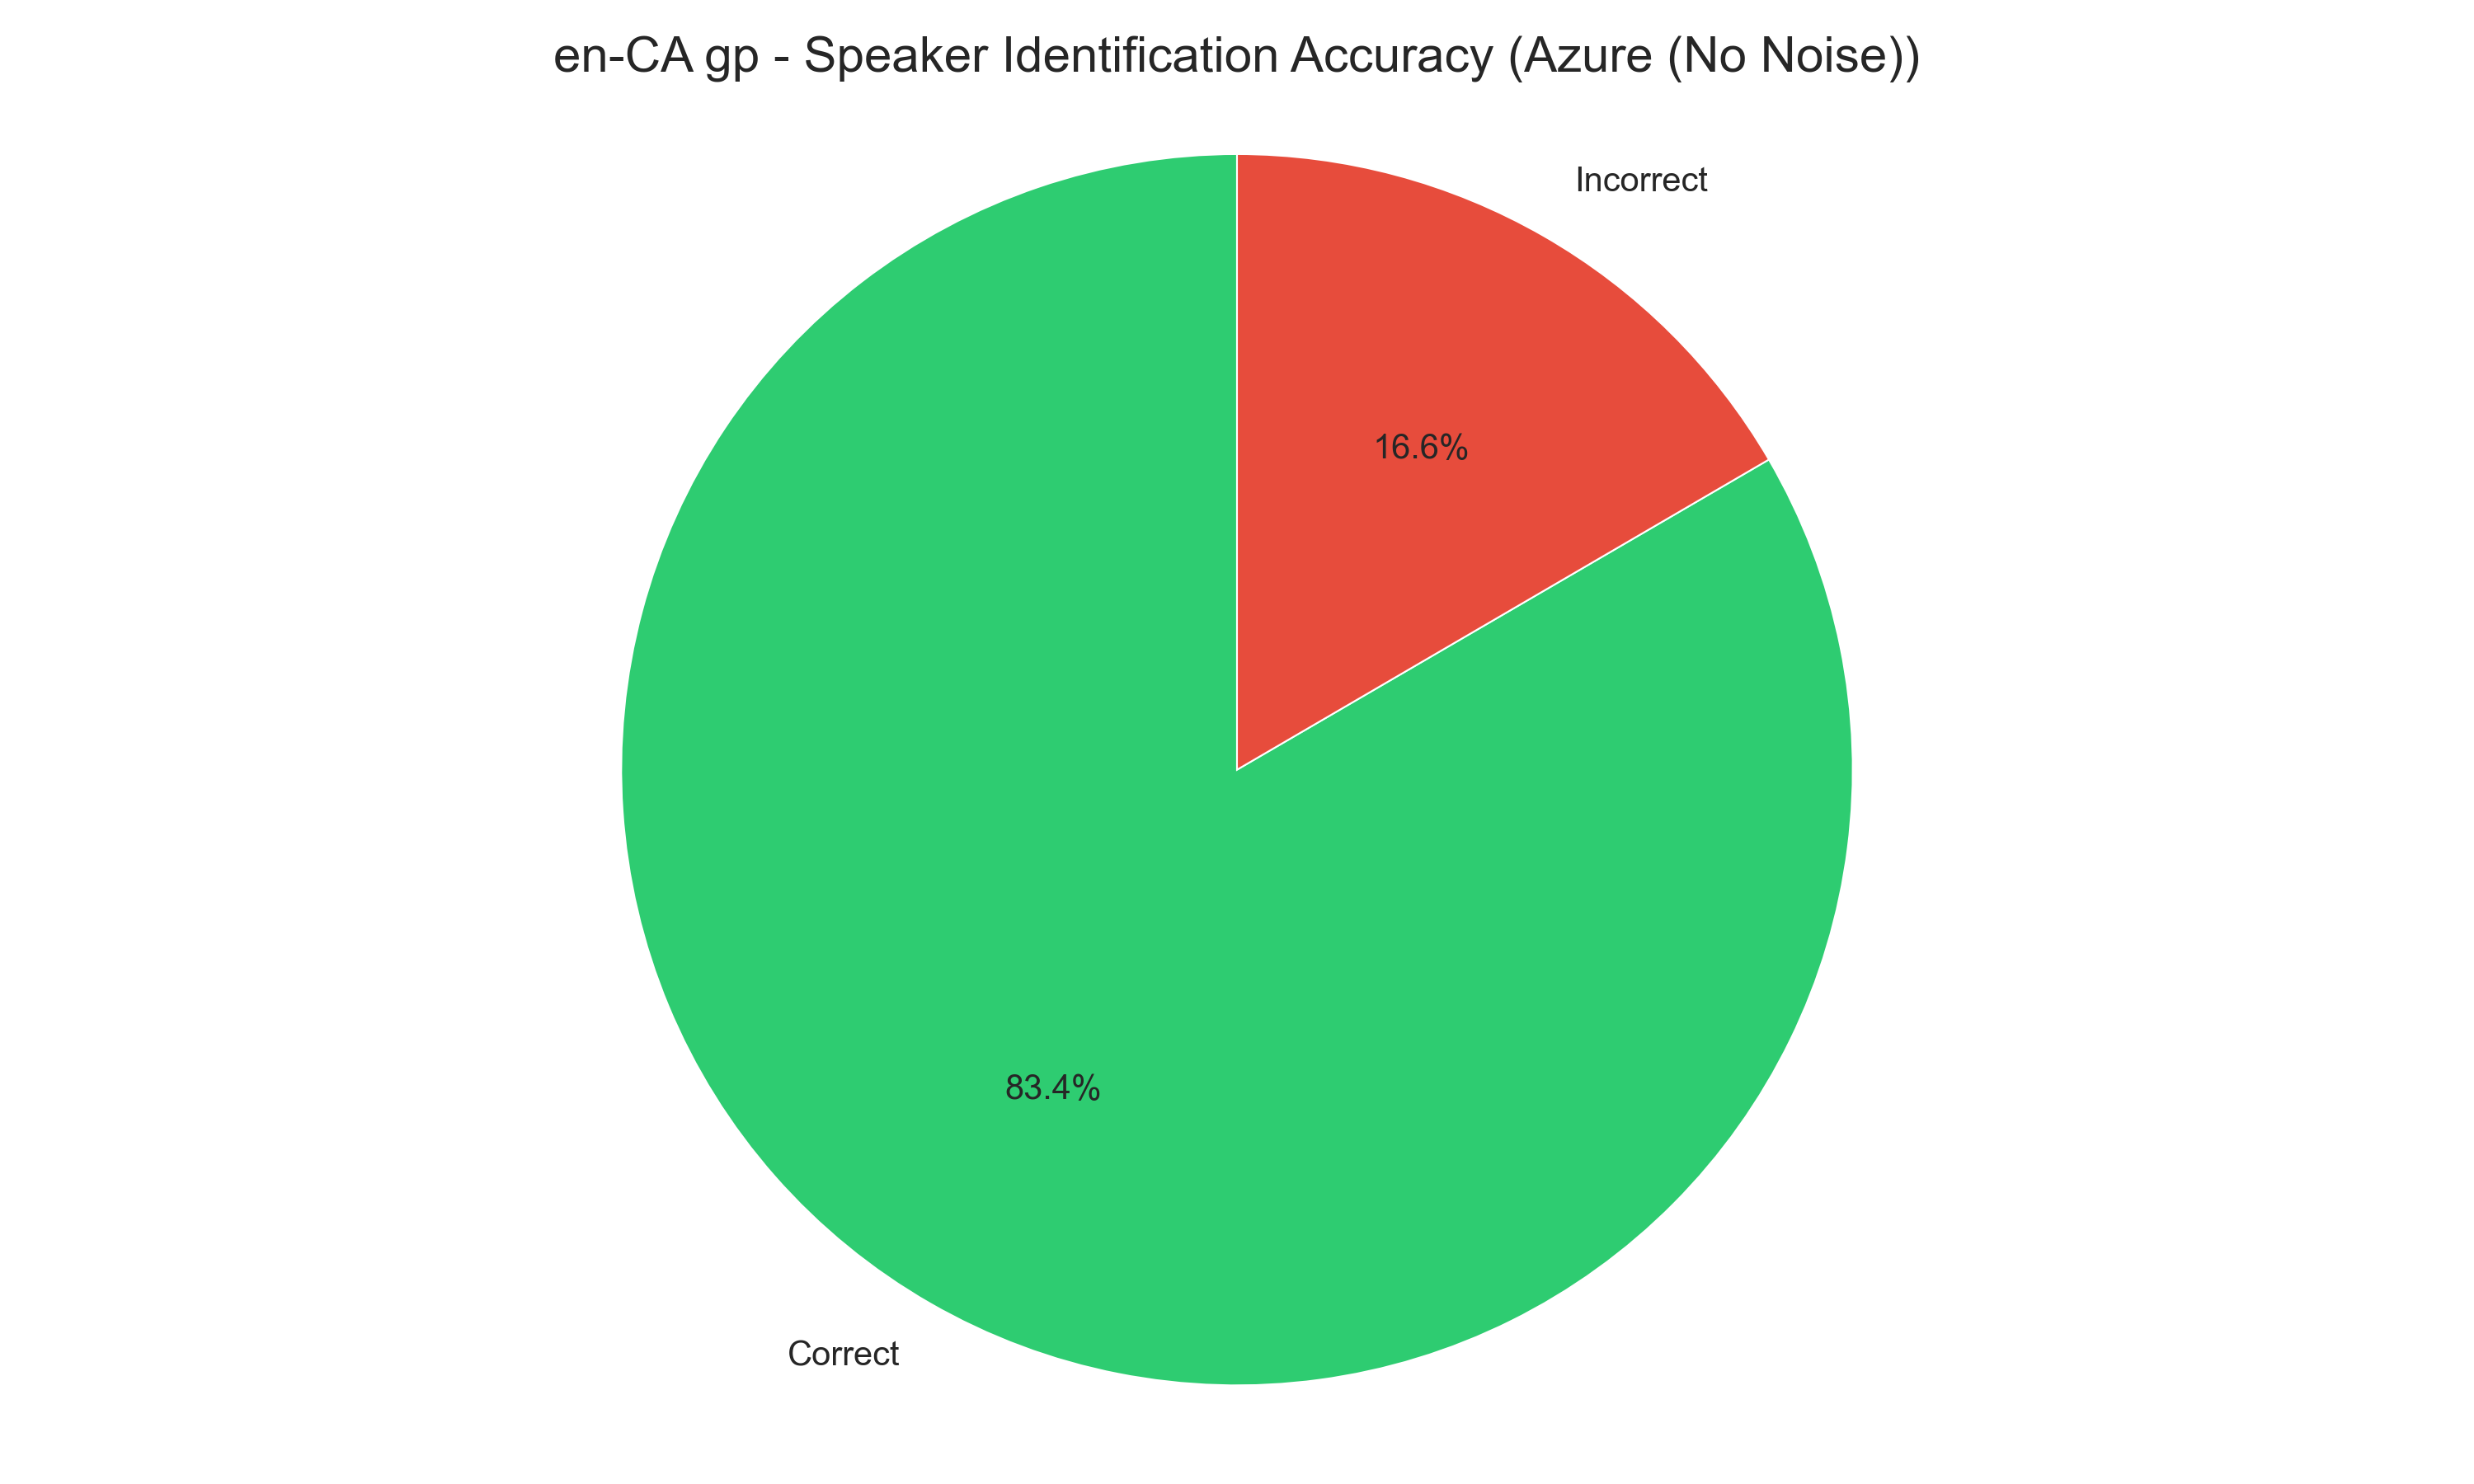 en-CA gp - Speaker Identification Accuracy (Azure (No Noise))
Incorrect
16.6%
83.4%
Correct